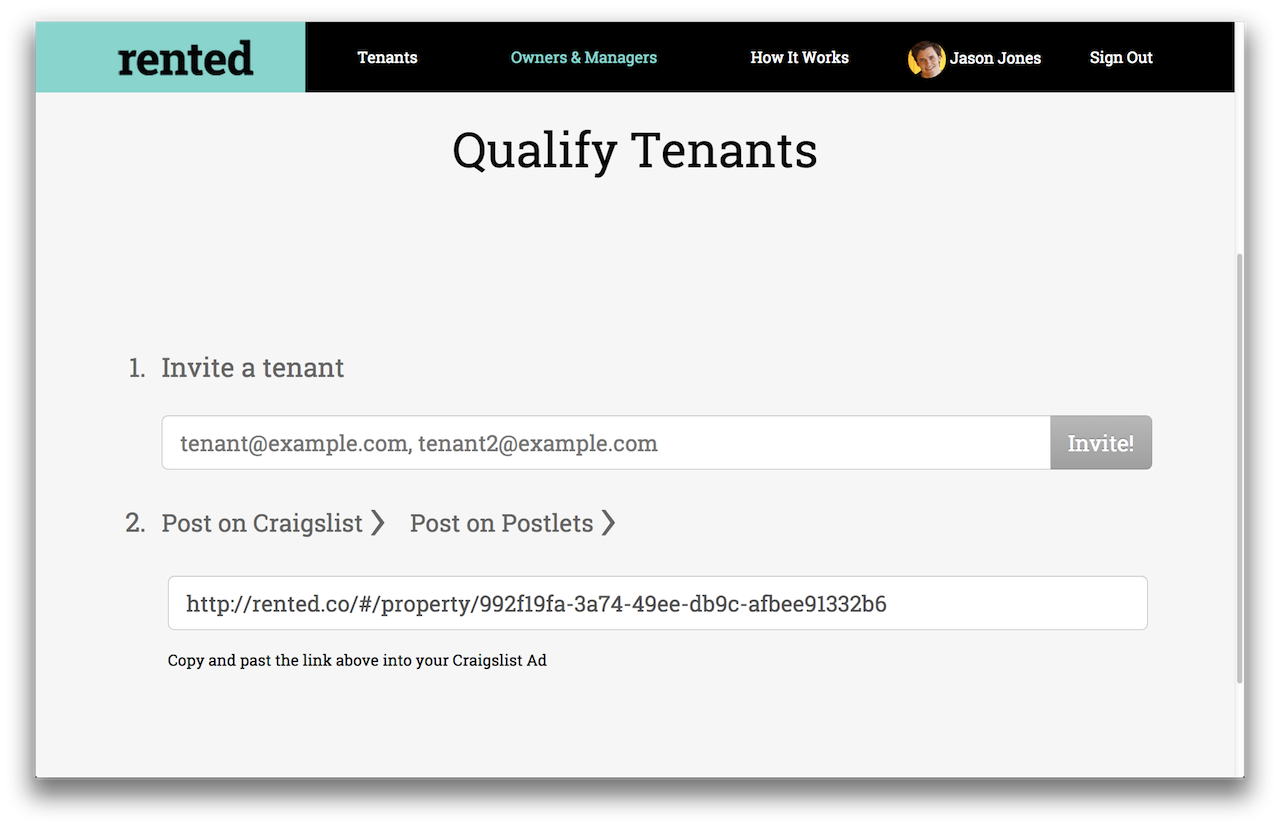 rented
Tenants
Owners & Managers
How It Works
Jason Jones
Sign Out
Qualify Tenants
1. Invite a tenant
tenant@example.com, tenant2@example.com
Invite!
2. Post on Craigslist ❯ Post on Postlets ❯
http://rented.co/#/property/992f19fa-3a74-49ee-db9c-afbee91332b6
Copy and past the link above into your Craigslist Ad